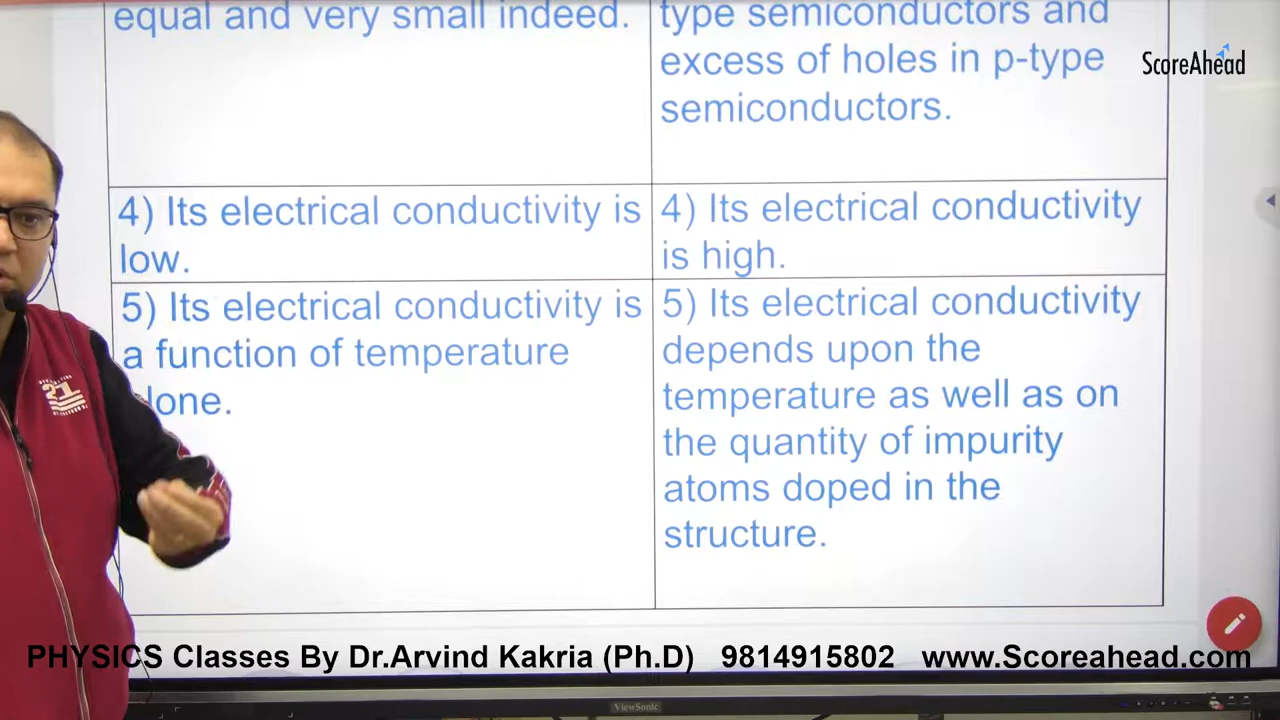 equal and very small indeed.
type semiconductors and
excess of holes in p-type
semiconductors.
ScoreAhead
4) Its electrical conductivity is
low.
4) Its electrical conductivity
is high.
5) Its electrical conductivity is
a function of temperature
lone.
5) Its electrical conductivity
depends upon the
temperature as well as on
the quantity of impurity
atoms doped in the
structure.
21
PHYSICS Classes By Dr.Arvind Kakria (Ph.D) 9814915802 www.Scoreahead.com
ViewSonic